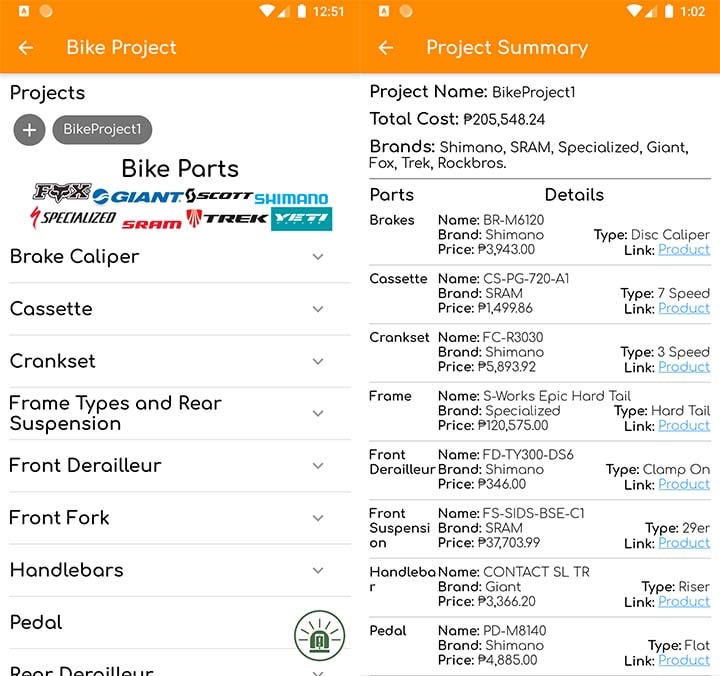 12:51
Bike Project
Projects
+ BikeProject1
Bike Parts
FOX GIANT SCOTT SHIMANO
SPECIALIZED SRAM TREK YETI
Brake Caliper
Cassette
Crankset
Frame Types and Rear
Suspension
Front Derailleur
Front Fork
Handlebars
Pedal
Rear Derailleur
1:02
Project Summary
Project Name: BikeProject1
Total Cost: ₱205,548.24
Brands: Shimano, SRAM, Specialized, Giant,
Fox, Trek, Rockbros.
Parts Details
Brakes Name: BR-M6120
Brand: Shimano Type: Disc Caliper
Price: ₱3,943.00 Link: Product
Cassette Name: CS-PG-720-A1
Brand: SRAM Type: 7 Speed
Price: ₱1,499.86 Link: Product
Crankset Name: FC-R3030
Brand: Shimano Type: 3 Speed
Price: ₱5,893.92 Link: Product
Frame Name: S-Works Epic Hard Tail
Brand: Specialized Type: Hard Tail
Price: ₱120,575.00 Link: Product
Front Name: FD-TY300-DS6
Derailleur Brand: Shimano Type: Clamp On
Price: ₱346.00 Link: Product
Front Name: FS-SIDS-BSE-C1
Suspensi Brand: SRAM Type: 29er
on Price: ₱37,703.99 Link: Product
Handleba Name: CONTACT SL TR
r Brand: Giant Type: Riser
Price: ₱3,366.20 Link: Product
Pedal Name: PD-M8140
Brand: Shimano Type: Flat
Price: ₱4,885.00 Link: Product